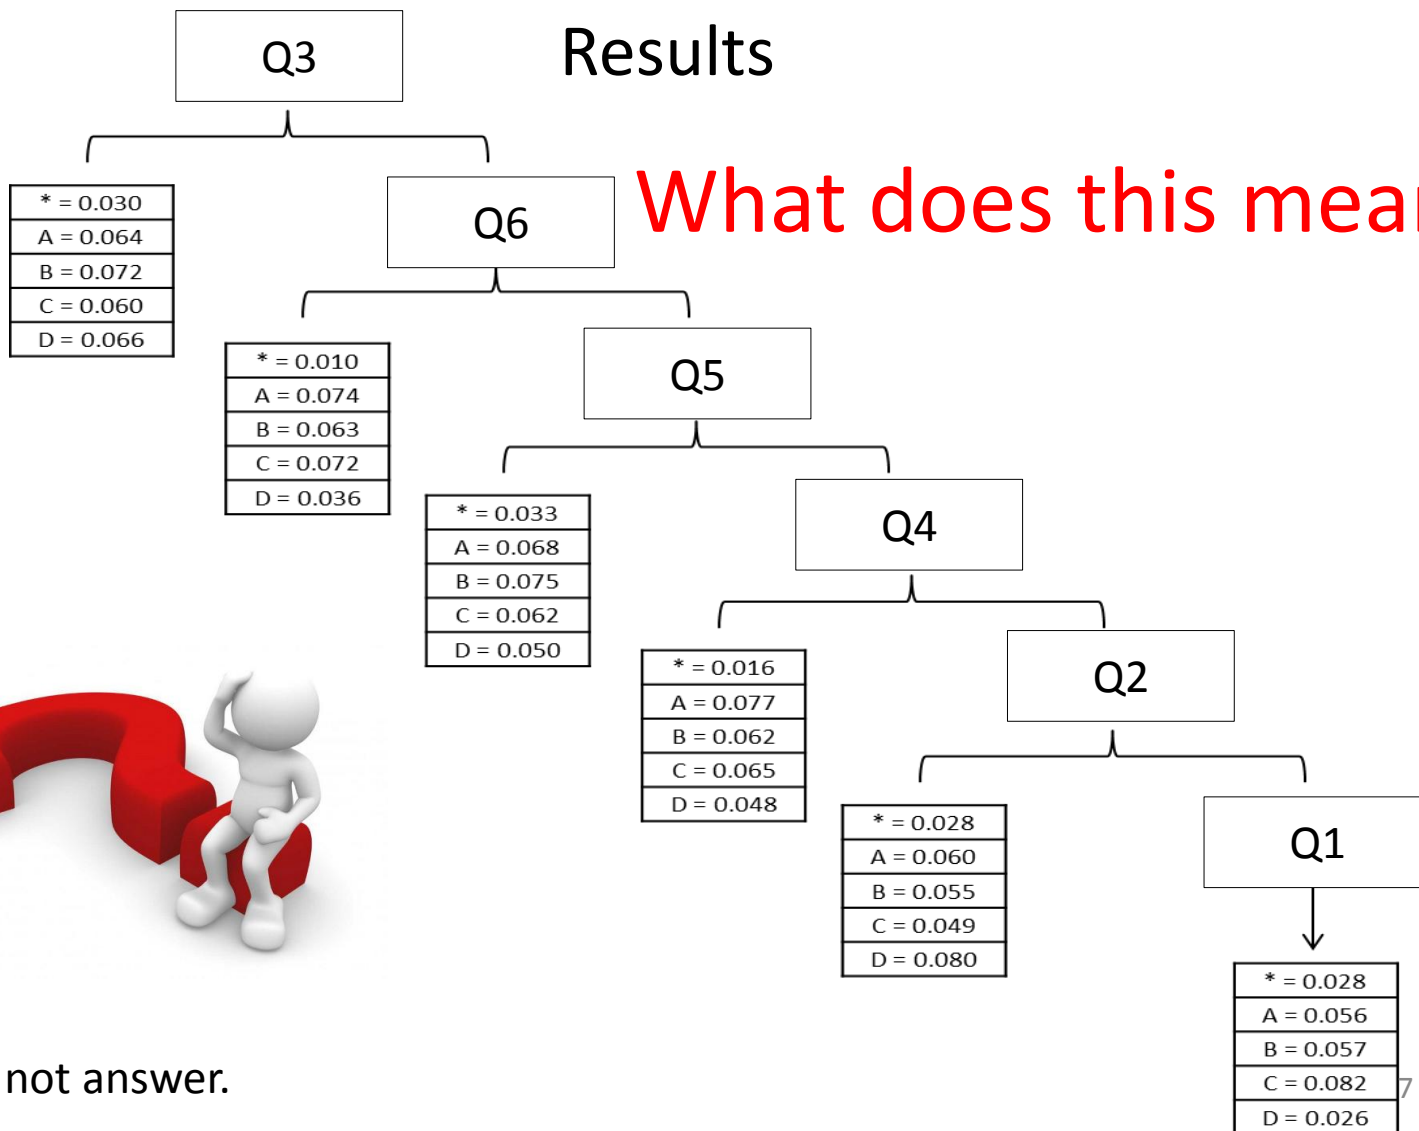 Q3
Results
What does this mean
* = 0.030
A = 0.064
B = 0.072
C = 0.060
D = 0.066
Q6
* = 0.010
A = 0.074
B = 0.063
C = 0.072
D = 0.036
Q5
* = 0.033
A = 0.068
B = 0.075
C = 0.062
D = 0.050
Q4
* = 0.016
A = 0.077
B = 0.062
C = 0.065
D = 0.048
Q2
* = 0.028
A = 0.060
B = 0.055
C = 0.049
D = 0.080
Q1
* = 0.028
A = 0.056
B = 0.057
C = 0.082
D = 0.026
not answer.
7